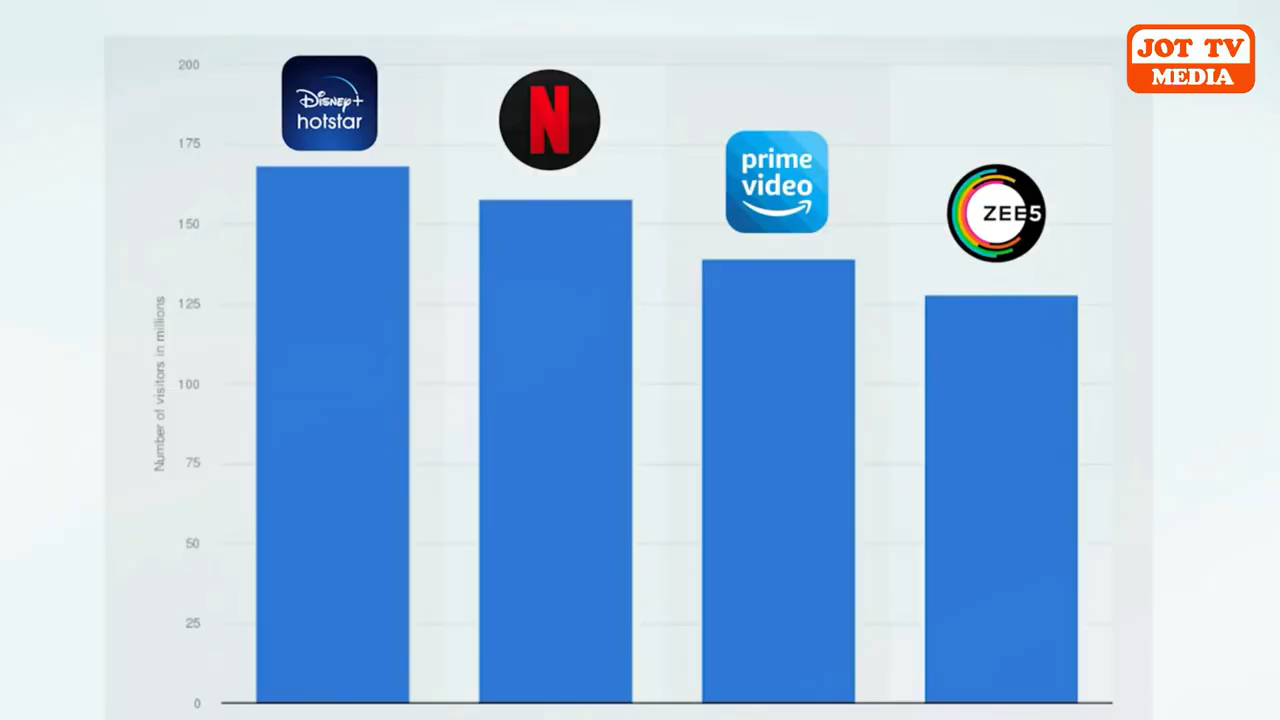 JOT TV
MEDIA
Number of visitors in millions
200
175
150
125
100
75
50
25
0
Disney+
hotstar
N
prime
video
ZEE5